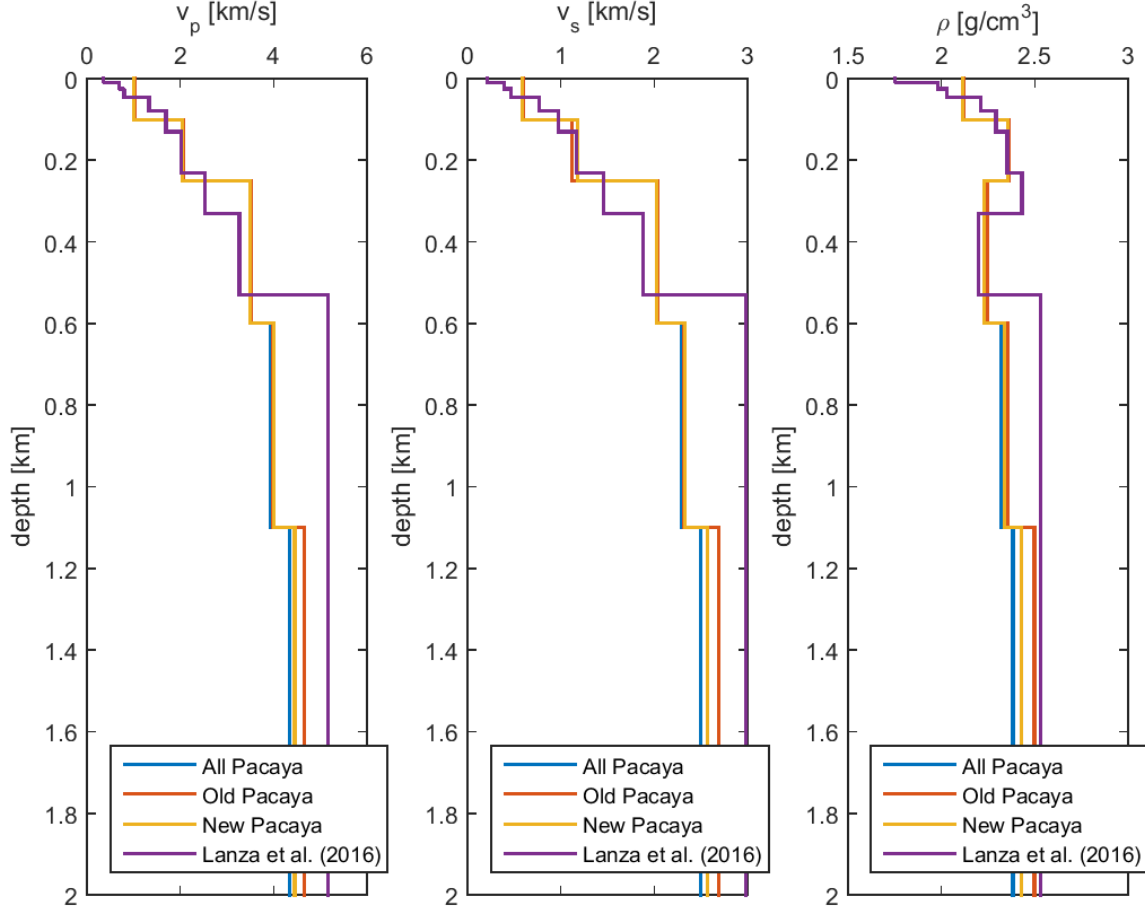 v_p [km/s]
0 2 4 6
0
0.2
0.4
0.6
0.8
1
1.2
1.4
1.6
1.8
2
depth [km]
All Pacaya
Old Pacaya
New Pacaya
Lanza et al. (2016)
v_s [km/s]
0 1 2 3
0
0.2
0.4
0.6
0.8
1
1.2
1.4
1.6
1.8
2
depth [km]
All Pacaya
Old Pacaya
New Pacaya
Lanza et al. (2016)
ρ [g/cm³]
1.5 2 2.5 3
0
0.2
0.4
0.6
0.8
1
1.2
1.4
1.6
1.8
2
depth [km]
All Pacaya
Old Pacaya
New Pacaya
Lanza et al. (2016)